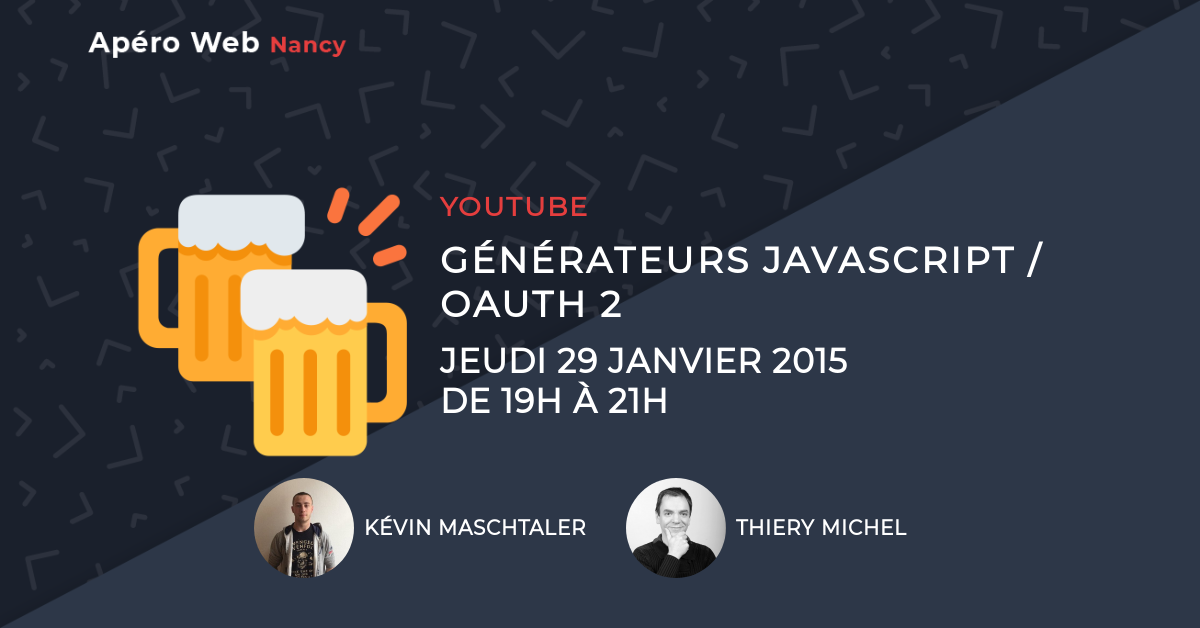 Apéro Web Nancy
YOUTUBE
GÉNÉRATEURS JAVASCRIPT /
OAUTH 2
JEUDI 29 JANVIER 2015
DE 19H À 21H
KÉVIN MASCHTALER
THIERY MICHEL